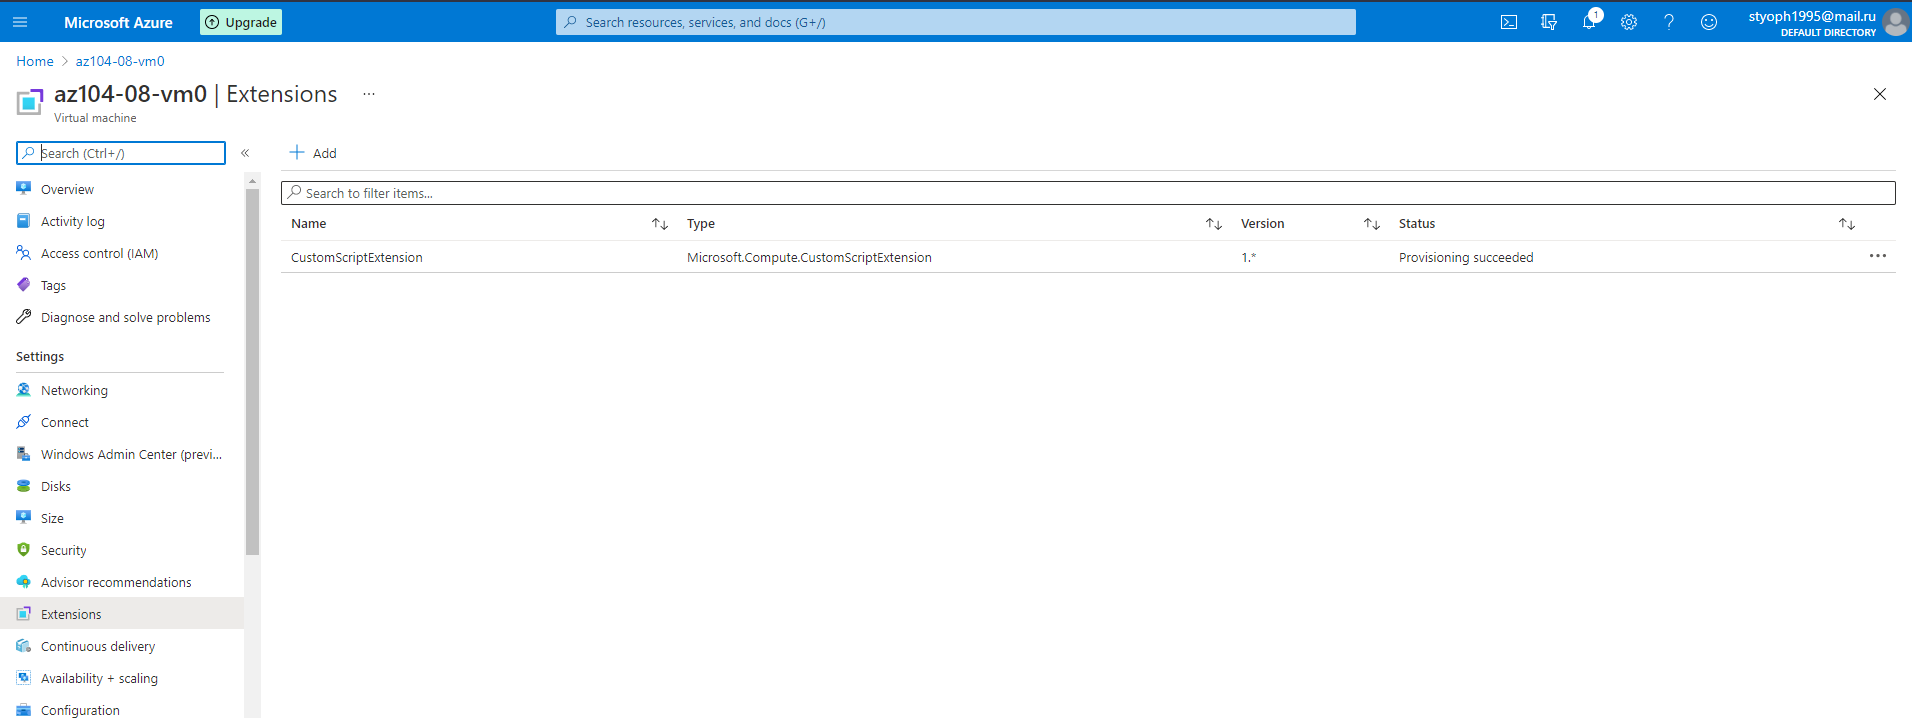 Microsoft Azure Upgrade Search resources, services, and docs (G+/) 1 styoph1995@mail.ru
DEFAULT DIRECTORY
Home > az104-08-vm0
az104-08-vm0 | Extensions ...
Virtual machine
Search (Ctrl+/) «
Add
Overview
Activity log
Access control (IAM)
Tags
Diagnose and solve problems
Settings
Networking
Connect
Windows Admin Center (previ...
Disks
Size
Security
Advisor recommendations
Extensions
Continuous delivery
Availability + scaling
Configuration
Search to filter items...
Name Type Version Status
CustomScriptExtension Microsoft.Compute.CustomScriptExtension 1.* Provisioning succeeded ...